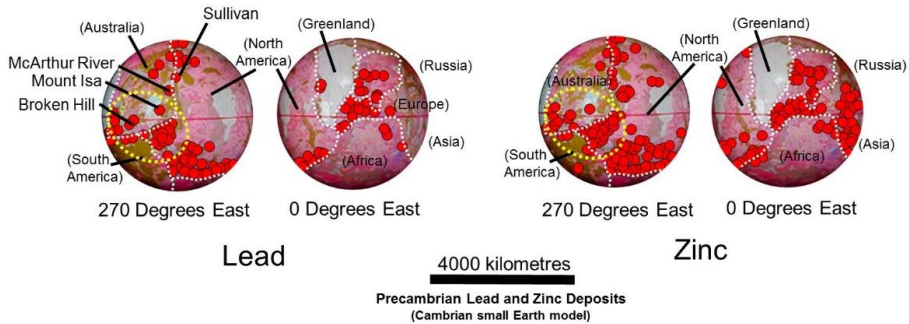 Sullivan
(Australia)
McArthur River
Mount Isa
Broken Hill
(South
America)
(North
America)
(Greenland)
(Russia)
(Europe)
(Asia)
(Africa)
270 Degrees East
0 Degrees East
Lead
(Greenland)
(North
America)
(Russia)
(Australia)
(Asia)
(South
America)
(Africa)
270 Degrees East
0 Degrees East
Zinc
4000 kilometres
Precambrian Lead and Zinc Deposits
(Cambrian small Earth model)